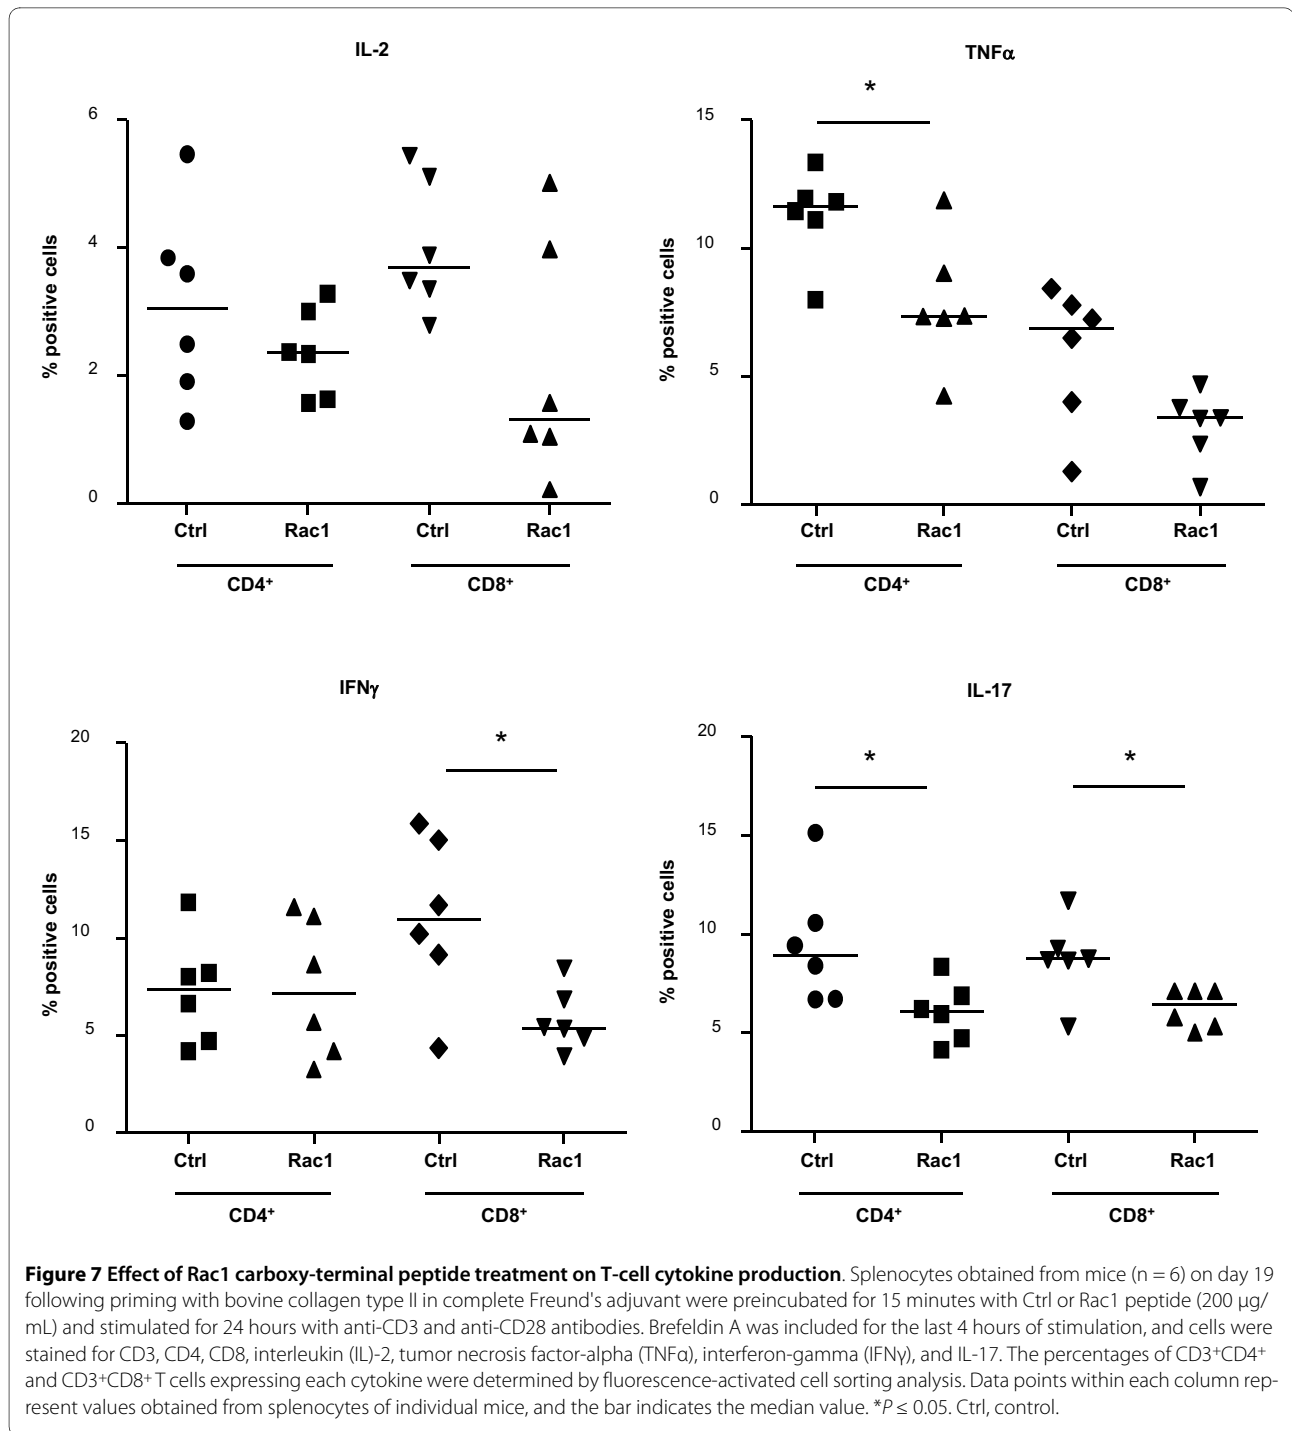 IL-2
6
4
2
0
% positive cells
Ctrl
Rac1
Ctrl
Rac1
CD4⁺
CD8⁺
TNFα
*
15
10
5
0
% positive cells
Ctrl
Rac1
Ctrl
Rac1
CD4⁺
CD8⁺
IFNγ
*
20
15
10
5
0
% positive cells
Ctrl
Rac1
Ctrl
Rac1
CD4⁺
CD8⁺
IL-17
*
*
20
15
10
5
0
% positive cells
Ctrl
Rac1
Ctrl
Rac1
CD4⁺
CD8⁺
Figure 7 Effect of Rac1 carboxy-terminal peptide treatment on T-cell cytokine production. Splenocytes obtained from mice (n = 6) on day 19
following priming with bovine collagen type II in complete Freund's adjuvant were preincubated for 15 minutes with Ctrl or Rac1 peptide (200 μg/
mL) and stimulated for 24 hours with anti-CD3 and anti-CD28 antibodies. Brefeldin A was included for the last 4 hours of stimulation, and cells were
stained for CD3, CD4, CD8, interleukin (IL)-2, tumor necrosis factor-alpha (TNFα), interferon-gamma (IFNγ), and IL-17. The percentages of CD3⁺CD4⁺
and CD3⁺CD8⁺ T cells expressing each cytokine were determined by fluorescence-activated cell sorting analysis. Data points within each column rep-
resent values obtained from splenocytes of individual mice, and the bar indicates the median value. *P ≤ 0.05. Ctrl, control.